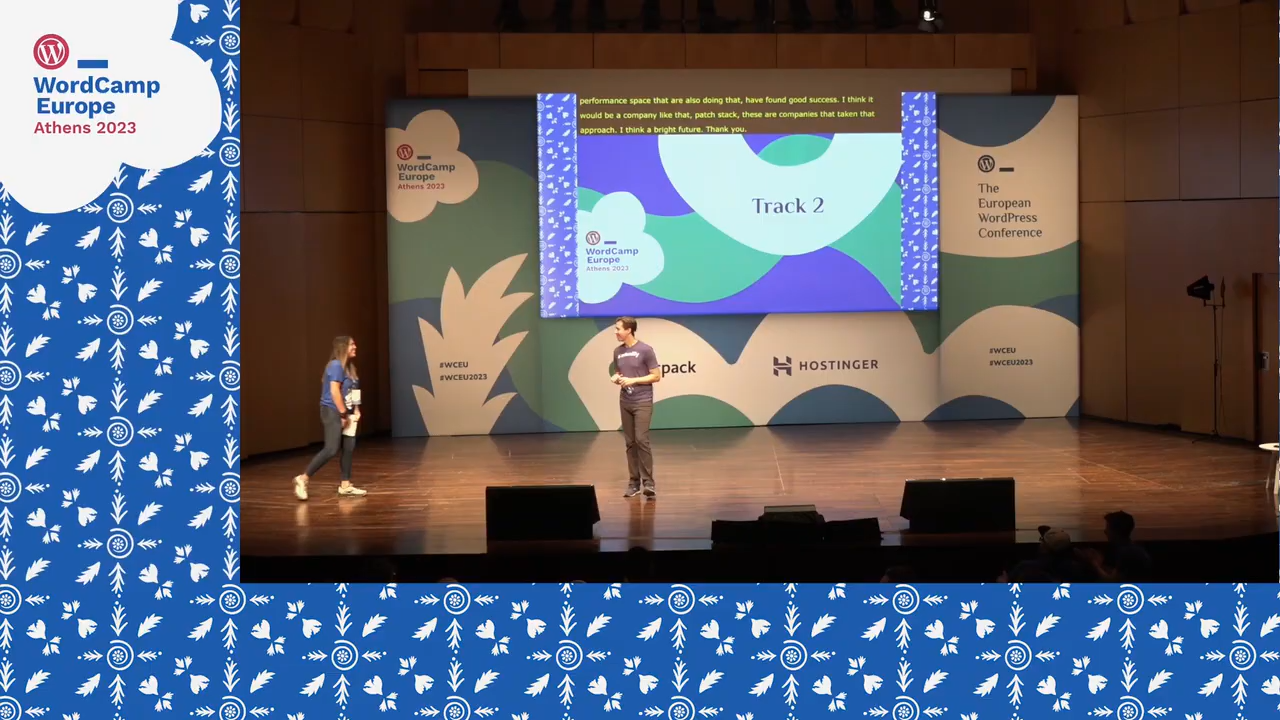 WordCamp
Europe
Athens 2023
performance space that are also doing that, have found good success. I think it
would be a company like that, patch stack, these are companies that taken that
approach. I think a bright future. Thank you.
Track 2
WordCamp
Europe
Athens 2023
WordCamp
Europe
Athens 2023
The
European
WordPress
Conference
#WCEU
#WCEU2023
pack
HOSTINGER
#WCEU
#WCEU2023